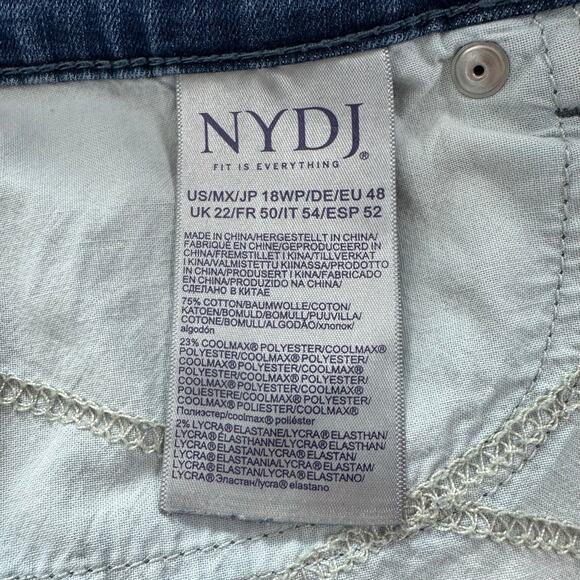 NYDJ®
FIT IS EVERYTHING
US/MX/JP 18WP/DE/EU 48
UK 22/FR 50/IT 54/ESP 52
MADE IN CHINA/HERGESTELLT IN CHINA/
FABRIQUÉ EN CHINE/GEPRODUCEERD IN
CHINA/FREMSTILLET I KINA/TILLVERKAT
I KINA/VALMISTETTU KIINASSA/PRODOTTO
IN CHINA/PRODUSERT I KINA/FABRICADO
EN CHINA/PRODUZIDO NA CHINA/
СДЕЛАНО В КИТАЕ
75% COTTON/BAUMWOLLE/COTON/
KATOEN/BOMULD/BOMULL/PUUVILLA/
COTONE/BOMULL/ALGODÃO/хлопок/
algodón
23% COOLMAX® POLYESTER/COOLMAX®
POLYESTER/COOLMAX® POLYESTER/
COOLMAX® POLYESTER/COOLMAX®
POLYESTER/COOLMAX® POLYESTER/
COOLMAX® POLYESTERI/COOLMAX®
POLIESTERE/COOLMAX® POLYESTER/
COOLMAX® POLIESTER/COOLMAX®
Полиэстер/coolmax® poliéster
2% LYCRA® ELASTANE/LYCRA® ELASTHAN/
LYCRA® ÉLASTHANNE/LYCRA® ELASTHAN/
LYCRA® ELASTAN/LYCRA® ELASTAN/
LYCRA® ELASTAANIA/LYCRA® ELASTAM/
LYCRA® ELASTAN/LYCRA® ELASTANO/
LYCRA® Эластан/lycra® elastano